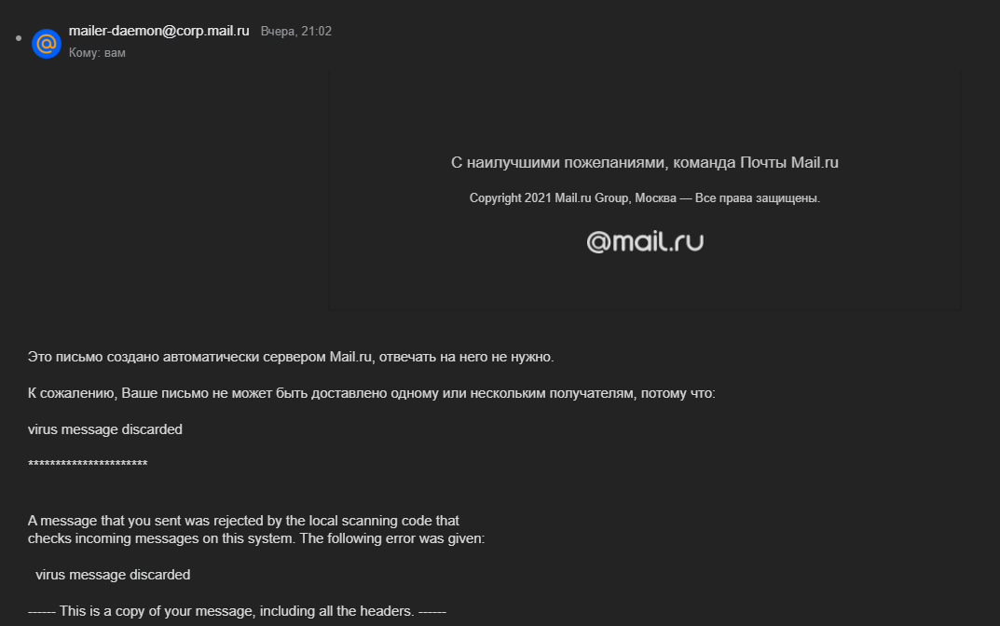 mailer-daemon@corp.mail.ru Вчера, 21:02
Кому: вам
С наилучшими пожеланиями, команда Почты Mail.ru
Copyright 2021 Mail.ru Group, Москва — Все права защищены.
@mail.ru
Это письмо создано автоматически сервером Mail.ru, отвечать на него не нужно.
К сожалению, Ваше письмо не может быть доставлено одному или нескольким получателям, потому что:
virus message discarded
**********************
A message that you sent was rejected by the local scanning code that
checks incoming messages on this system. The following error was given:
virus message discarded
------ This is a copy of your message, including all the headers. ------